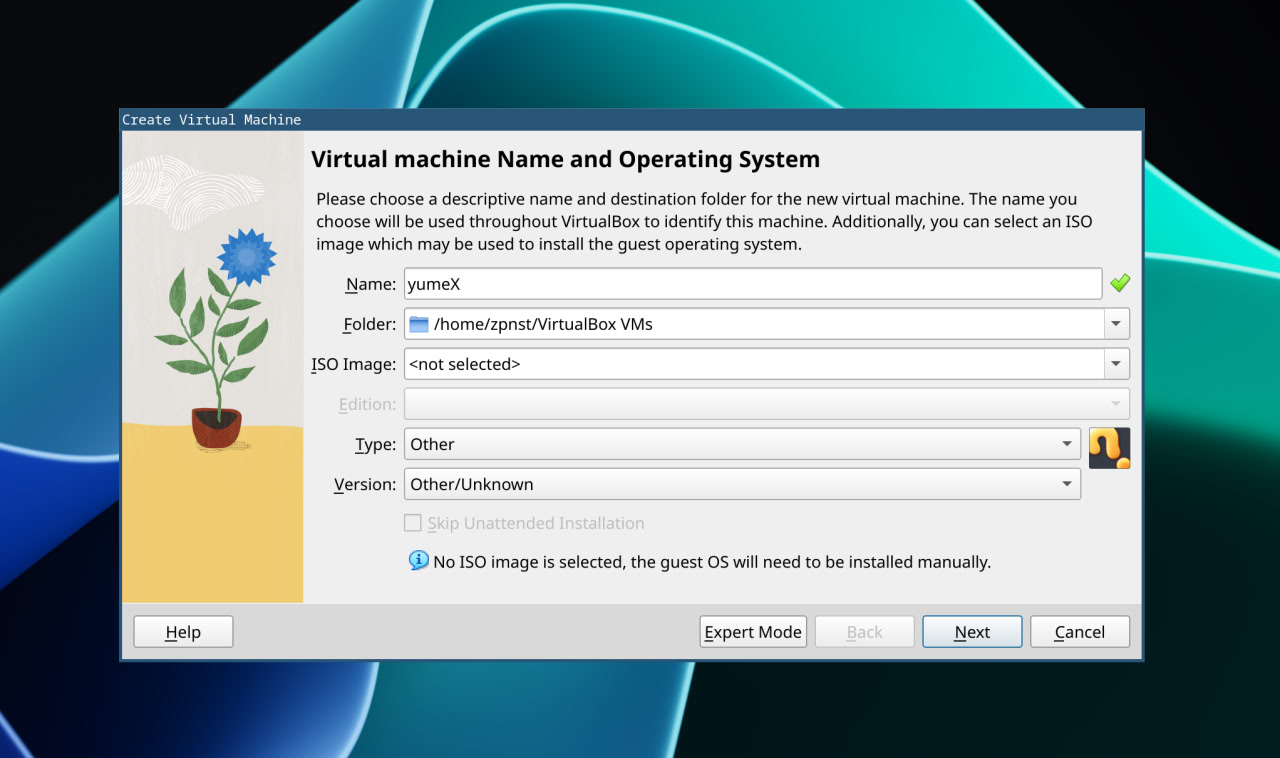 Create Virtual Machine
Virtual machine Name and Operating System
Please choose a descriptive name and destination folder for the new virtual machine. The name you
choose will be used throughout VirtualBox to identify this machine. Additionally, you can select an ISO
image which may be used to install the guest operating system.
Name: yumeX
Folder: /home/zpnst/VirtualBox VMs
ISO Image: <not selected>
Edition:
Type: Other
Version: Other/Unknown
Skip Unattended Installation
No ISO image is selected, the guest OS will need to be installed manually.
Help Expert Mode Back Next Cancel